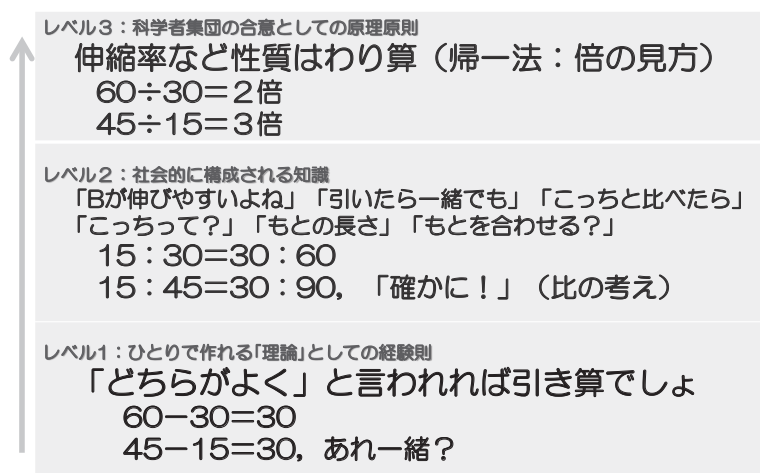 レベル3：科学者集団の合意としての原理原則
伸縮率など性質はわり算（帰一法：倍の見方）
60÷30＝2倍
45÷15＝3倍
レベル2：社会的に構成される知識
「Bが伸びやすいよね」「引いたら一緒でも」「こっちと比べたら」
「こっちって？」「もとの長さ」「もとを合わせる？」
15：30＝30：60
15：45＝30：90，「確かに！」（比の考え）
レベル1：ひとりで作れる｢理論｣としての経験則
「どちらがよく」と言われれば引き算でしょ
60－30＝30
45－15＝30，あれ一緒？